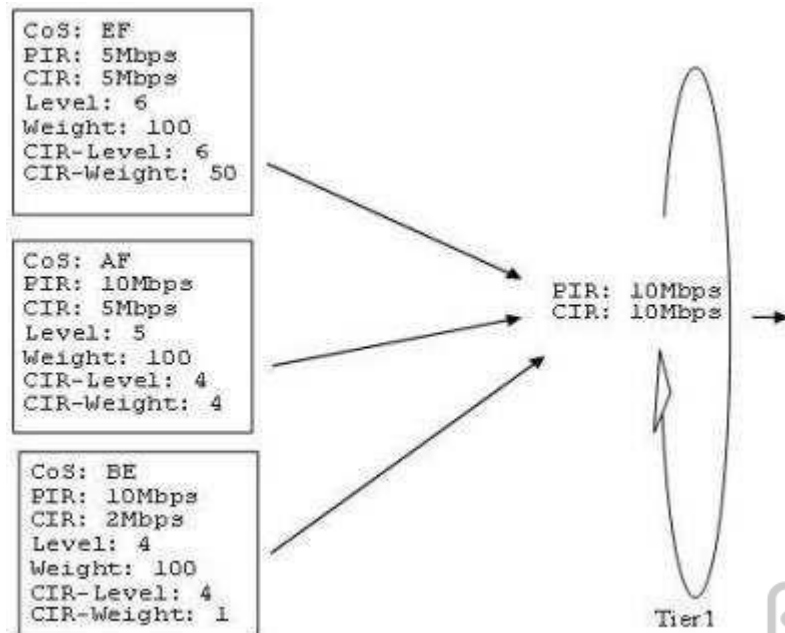 CoS: EF
PIR: 5Mbps
CIR: 5Mbps
Level: 6
Weight: 100
CIR-Level: 6
CIR-Weight: 50
CoS: AF
PIR: 10Mbps
CIR: 5Mbps
Level: 5
Weight: 100
CIR-Level: 4
CIR-Weight: 4
CoS: BE
PIR: 10Mbps
CIR: 2Mbps
Level: 4
Weight: 100
CIR-Level: 4
CIR-Weight: 1
PIR: 10Mbps
CIR: 10Mbps
Tier1